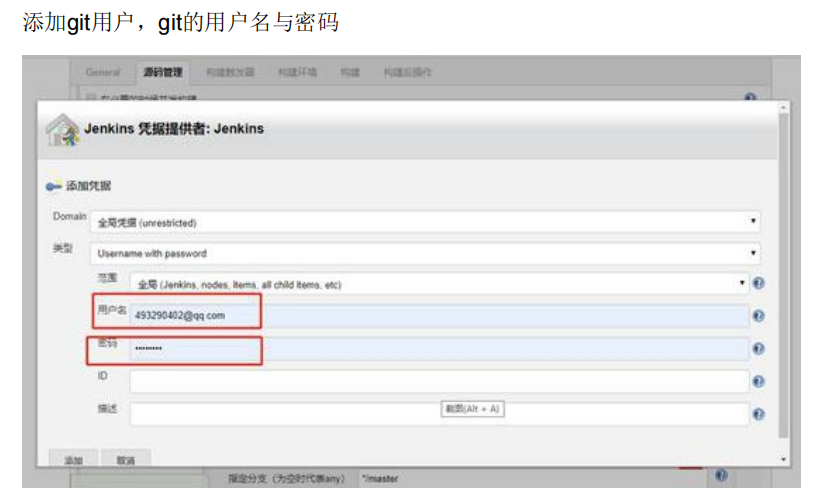 添加git用户，git的用户名与密码
General 源码管理 构建触发器 构建环境 构建 构建后操作
Jenkins 凭据提供者: Jenkins
添加凭据
Domain 全局凭据 (unrestricted)
类型 Username with password
范围 全局 (Jenkins, nodes, items, all child items, etc)
用户名 493290402@qq.com
密码 ········
ID
描述 截图(Alt + A)
添加 取消
指定分支（为空时代表any） */master